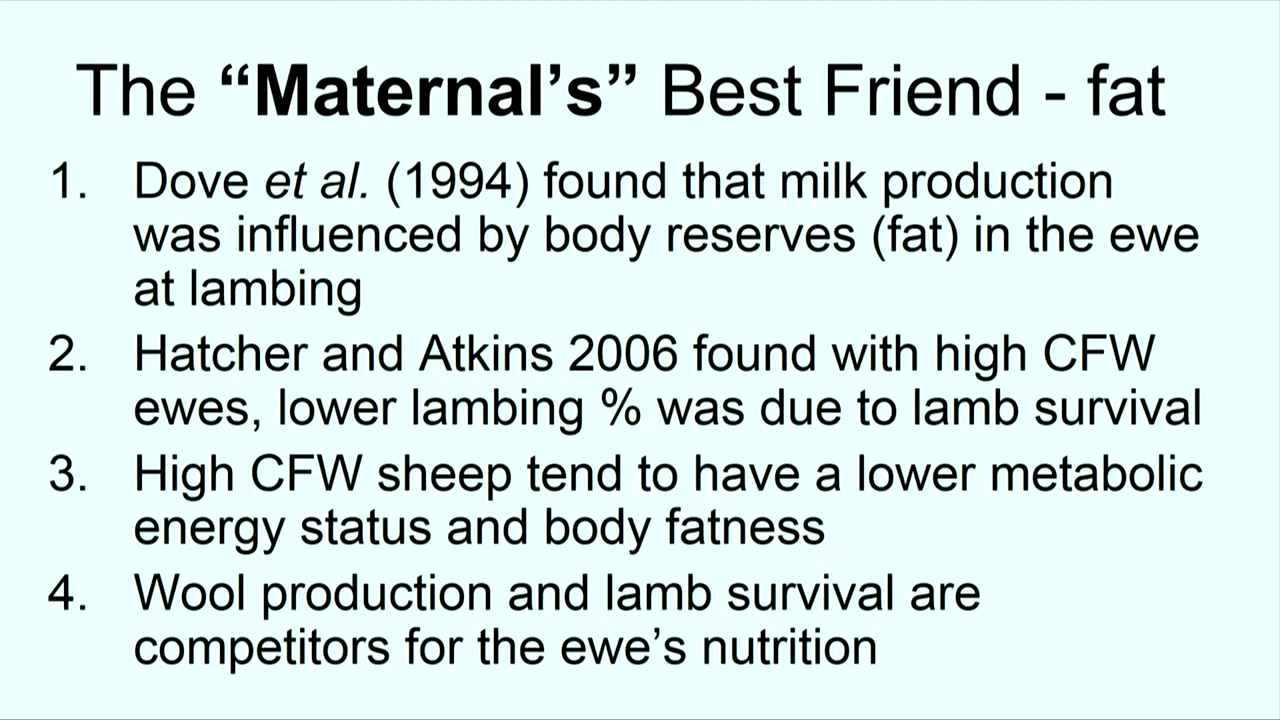 The “Maternal’s” Best Friend - fat
1. Dove et al. (1994) found that milk production
was influenced by body reserves (fat) in the ewe
at lambing
2. Hatcher and Atkins 2006 found with high CFW
ewes, lower lambing % was due to lamb survival
3. High CFW sheep tend to have a lower metabolic
energy status and body fatness
4. Wool production and lamb survival are
competitors for the ewe’s nutrition